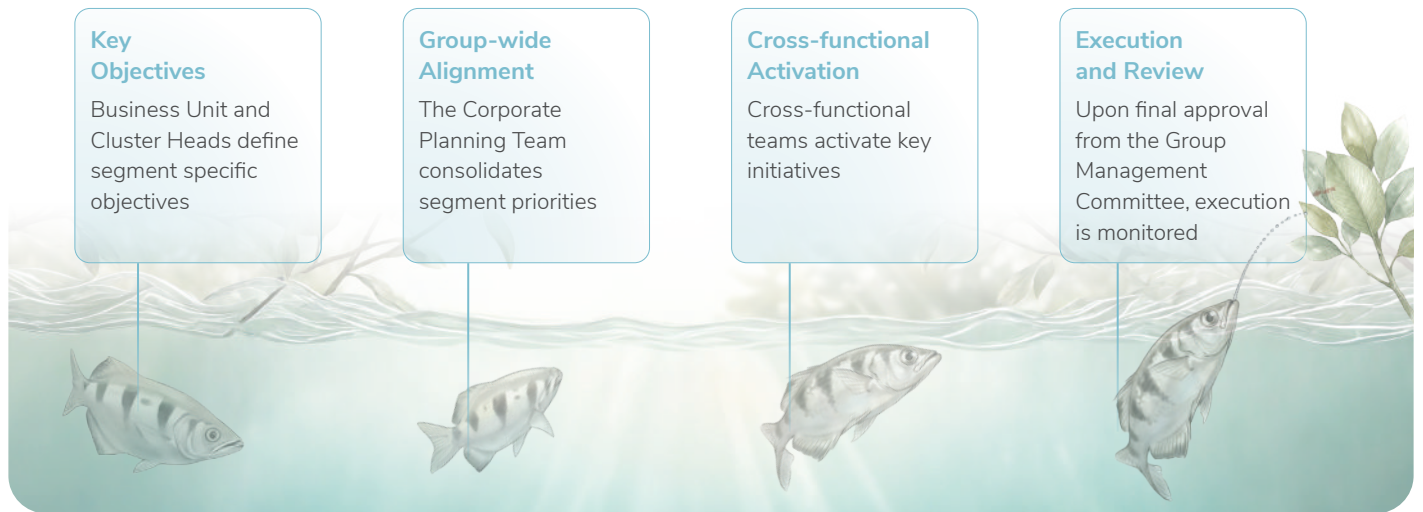 Key
Objectives
Business Unit and
Cluster Heads define
segment specific
objectives
Group-wide
Alignment
The Corporate
Planning Team
consolidates
segment priorities
Cross-functional
Activation
Cross-functional
teams activate key
initiatives
Execution
and Review
Upon final approval
from the Group
Management
Committee, execution
is monitored